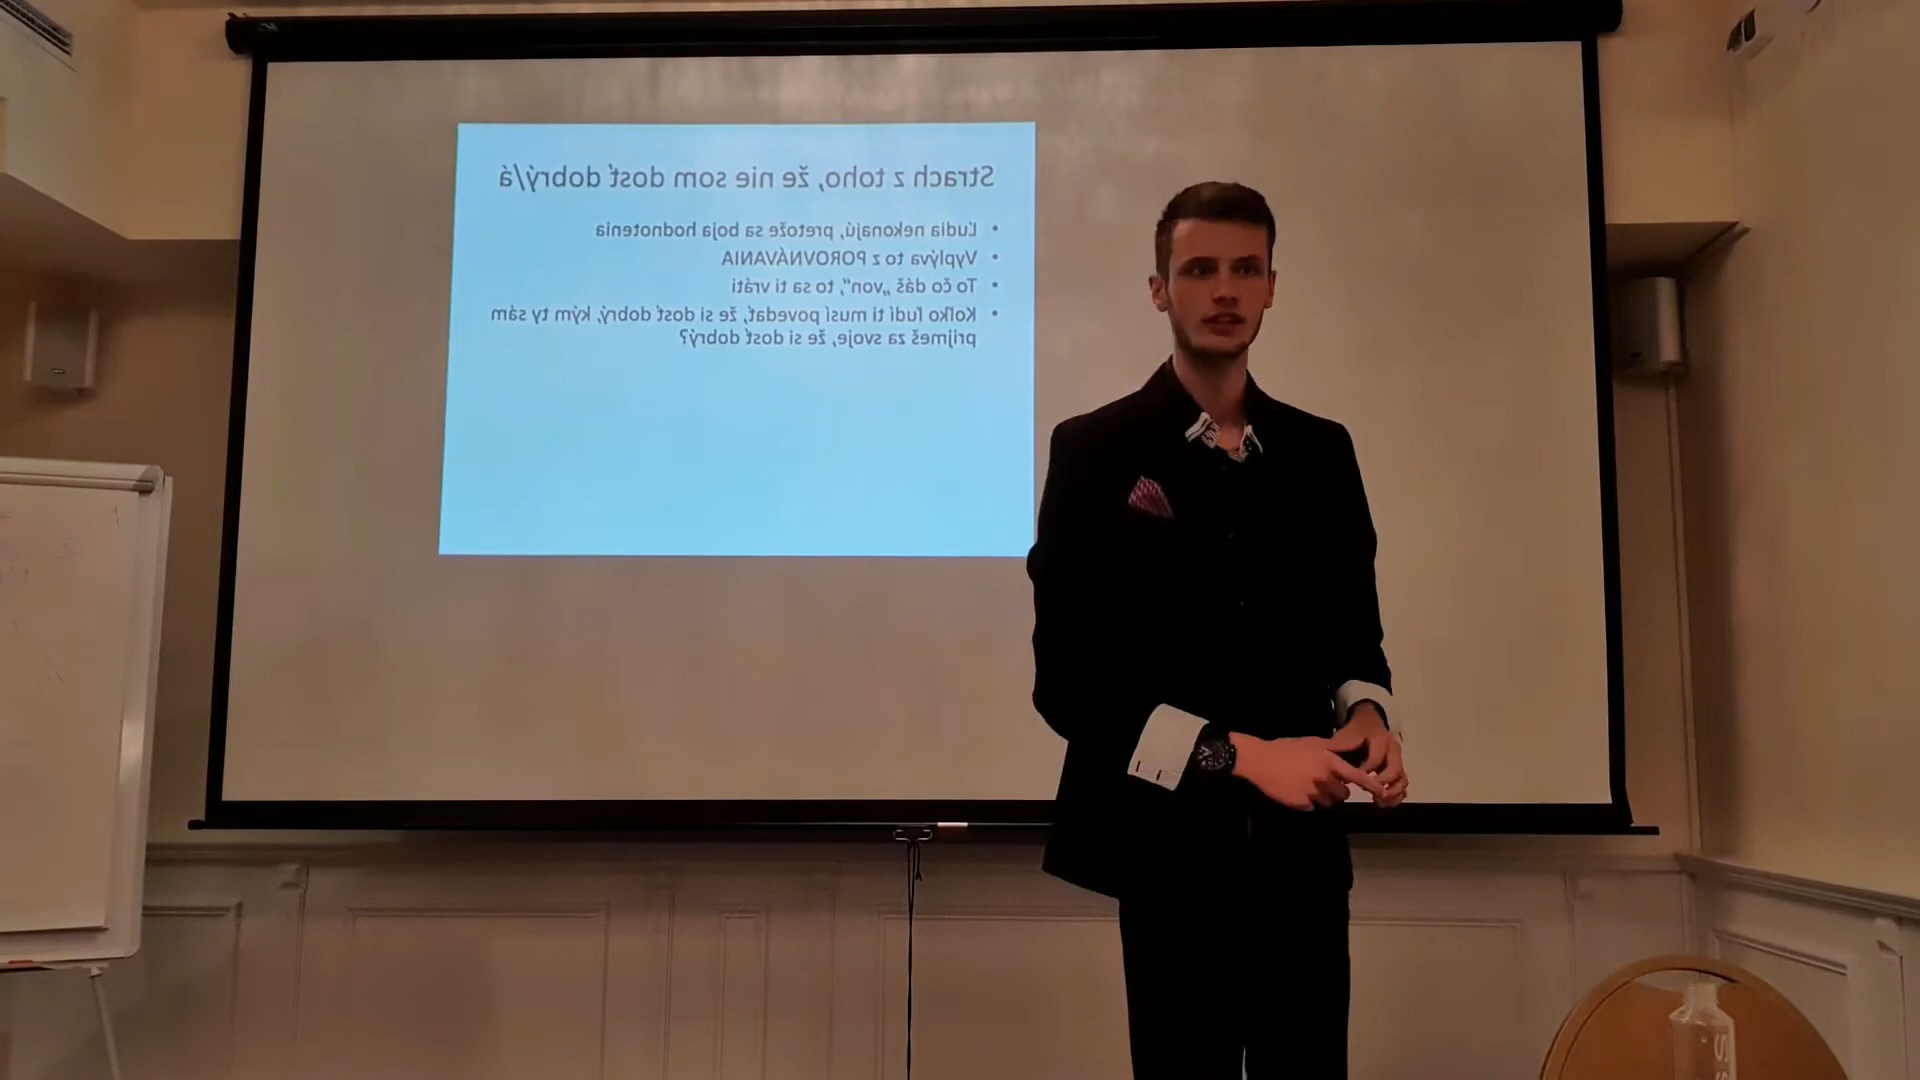 Strach z toho, že nie som dosť dobrý/á
Ľudia nekonajú, pretože sa boja hodnotenia
Vyplýva to z POROVNÁVANIA
To čo dáš „von“, to sa ti vráti
Koľko ľudí ti musí povedať, že si dosť dobrý, kým ty sám
prijmeš za svoje, že si dosť dobrý?